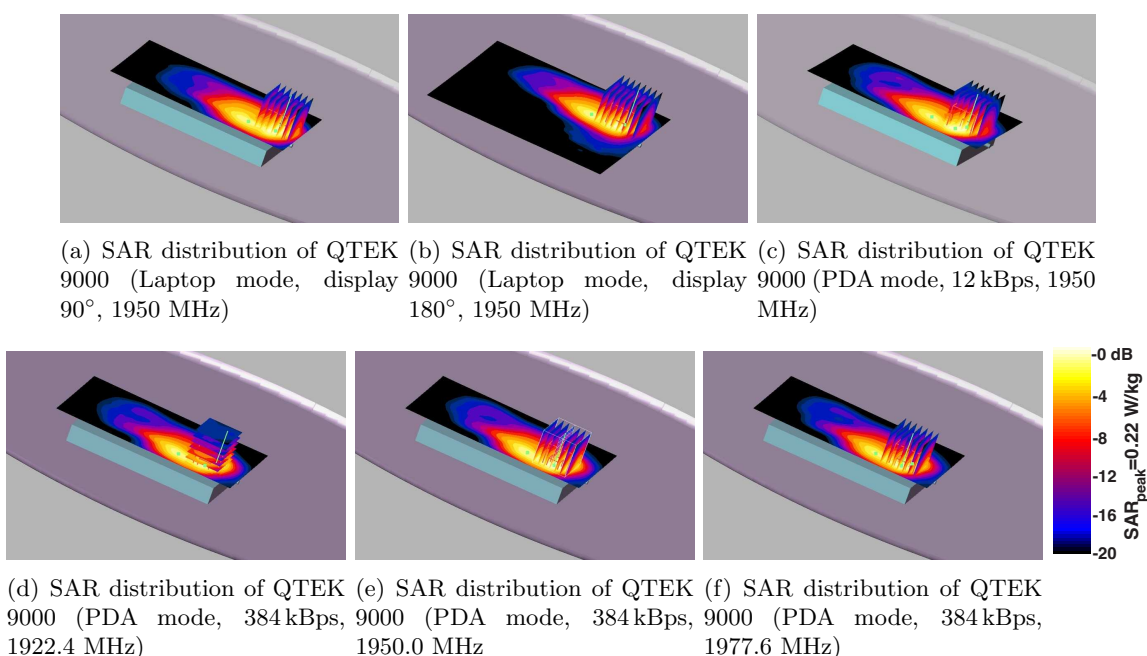 (a) SAR distribution of QTEK
9000 (Laptop mode, display
90°, 1950 MHz)
(b) SAR distribution of QTEK
9000 (Laptop mode, display
180°, 1950 MHz)
(c) SAR distribution of QTEK
9000 (PDA mode, 12 kBps, 1950
MHz)
-0 dB
-4
-8
-12
-16
-20
SARpeak=0.22 W/kg
(d) SAR distribution of QTEK
9000 (PDA mode, 384 kBps,
1922.4 MHz)
(e) SAR distribution of QTEK
9000 (PDA mode, 384 kBps,
1950.0 MHz
(f) SAR distribution of QTEK
9000 (PDA mode, 384 kBps,
1977.6 MHz)